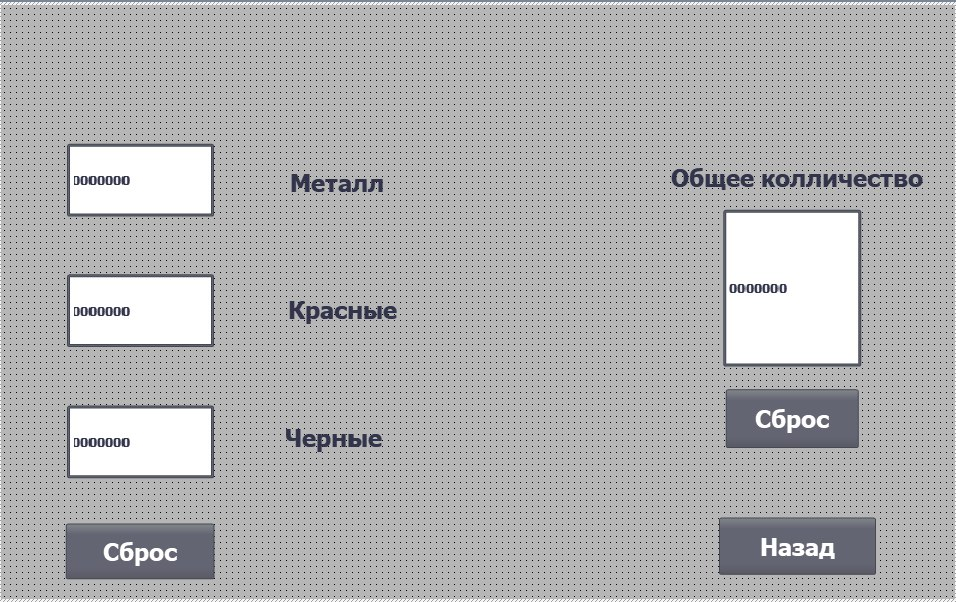 0000000
Металл
0000000
Красные
0000000
Черные
Сброс
Общее колличество
0000000
Сброс
Назад